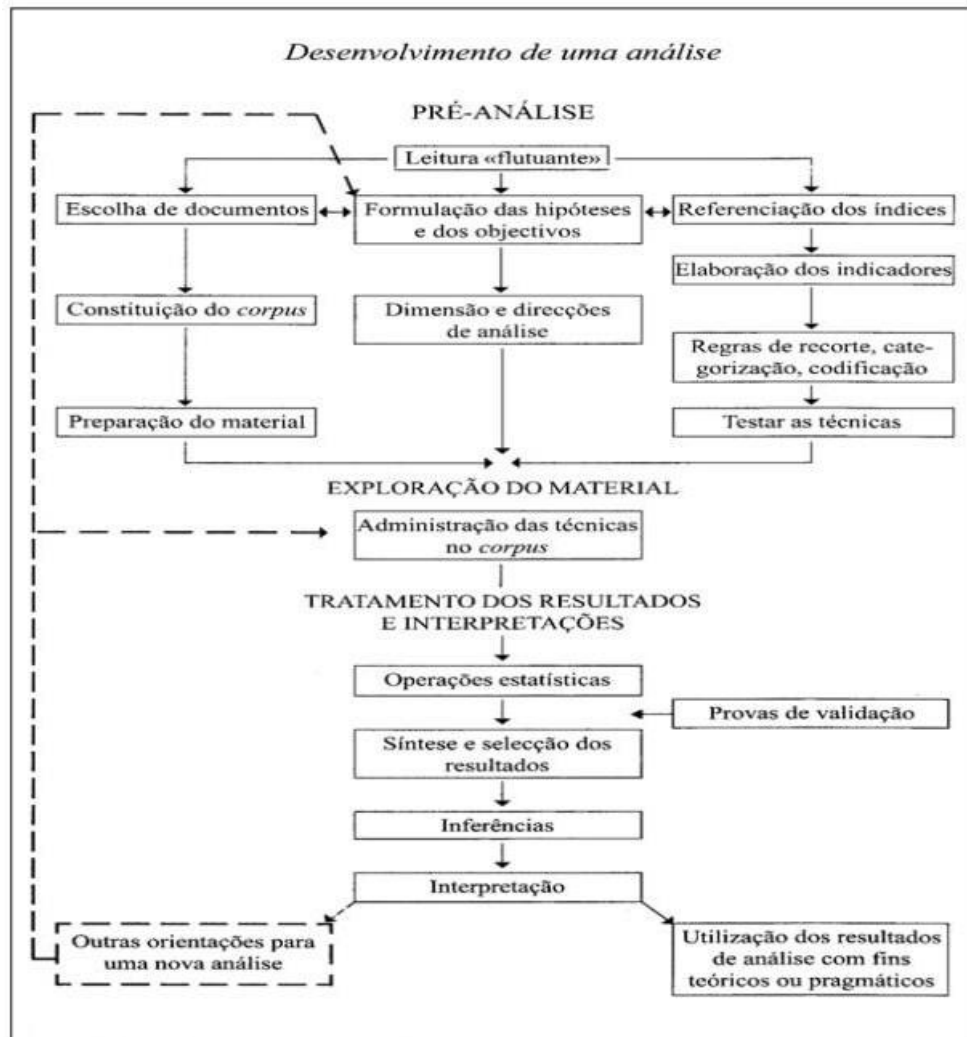 Desenvolvimento de uma análise
PRÉ-ANÁLISE
Leitura «flutuante»
Escolha de documentos
Formulação das hipóteses
e dos objectivos
Referenciação dos índices
Elaboração dos indicadores
Constituição do corpus
Dimensão e direcções
de análise
Regras de recorte, cate-
gorização, codificação
Preparação do material
Testar as técnicas
EXPLORAÇÃO DO MATERIAL
Administração das técnicas
no corpus
TRATAMENTO DOS RESULTADOS
E INTERPRETAÇÕES
Operações estatísticas
Provas de validação
Síntese e selecção dos
resultados
Inferências
Interpretação
Outras orientações para
uma nova análise
Utilização dos resultados
de análise com fins
teóricos ou pragmáticos